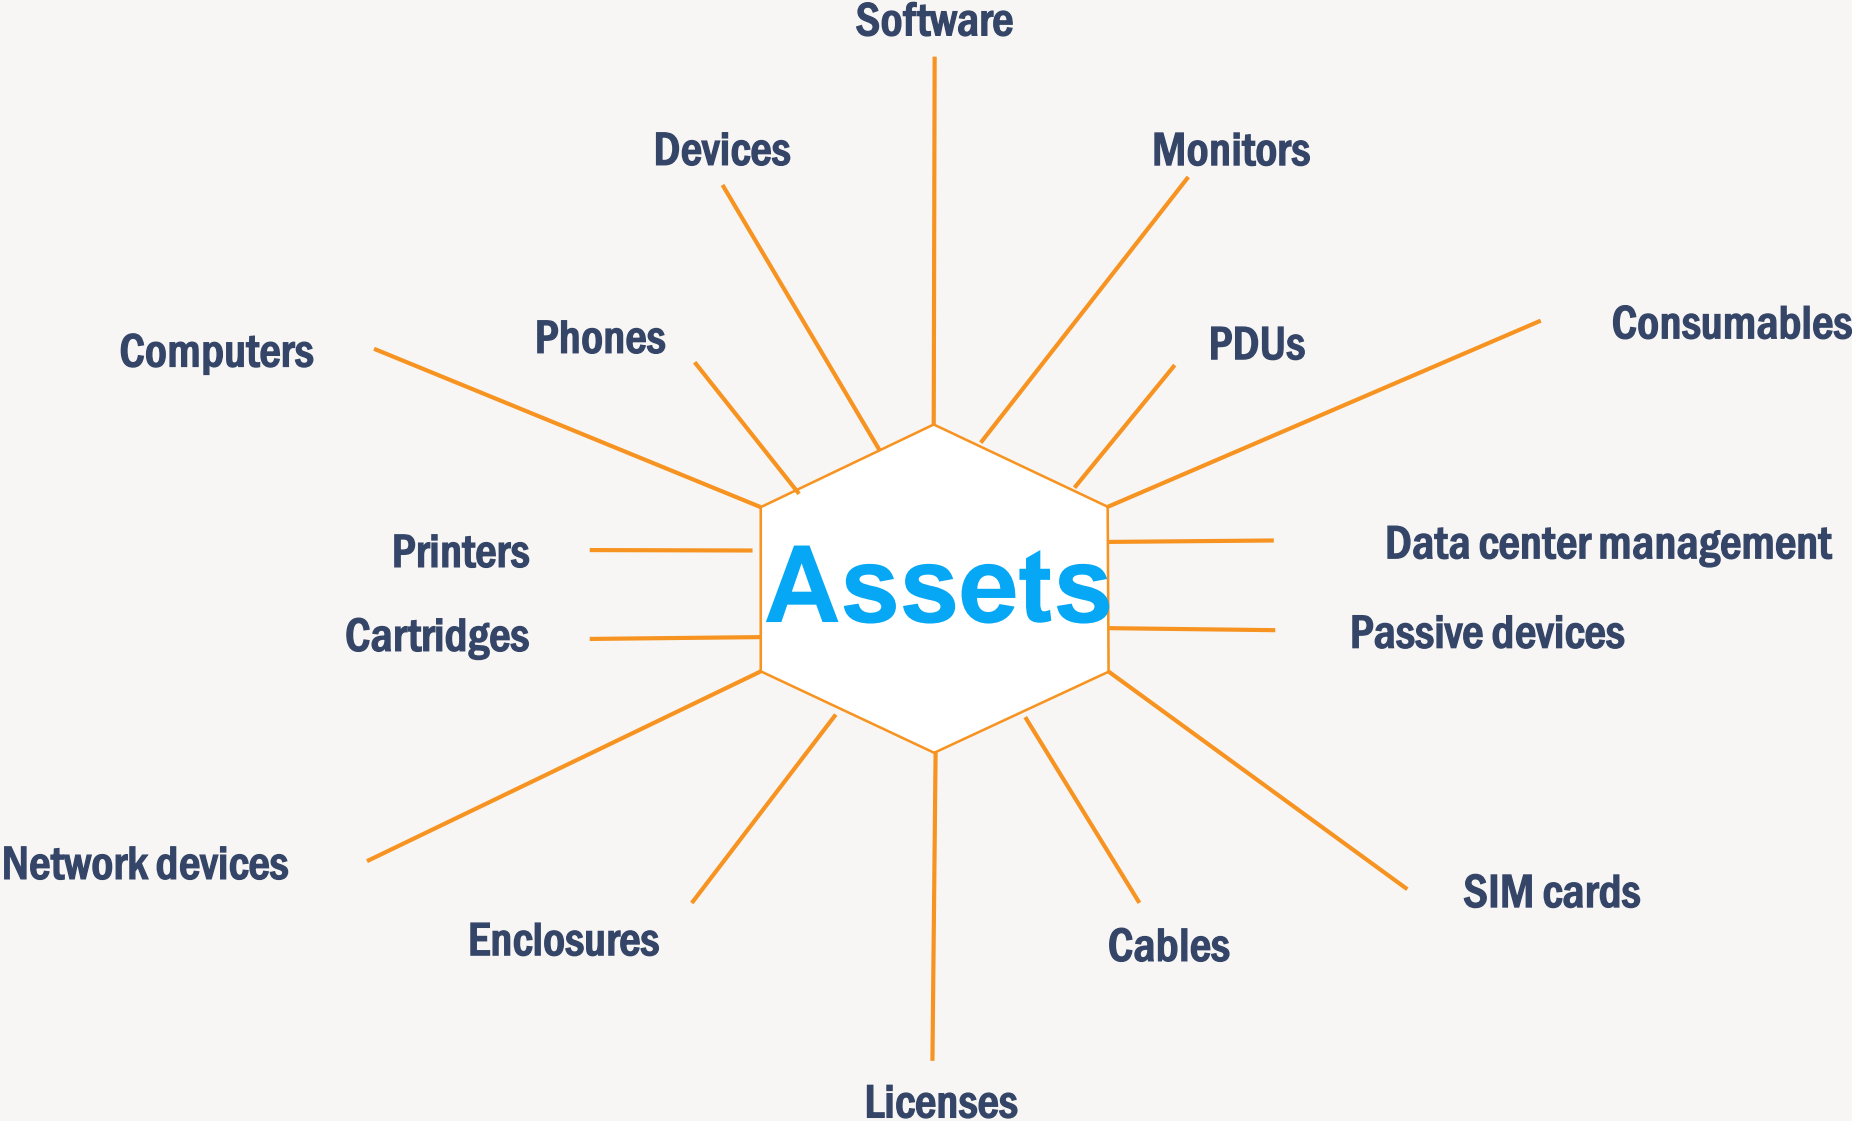 Software
Devices
Monitors
Computers
Phones
PDUs
Consumables
Printers
Assets
Data center management
Cartridges
Passive devices
Network devices
Enclosures
Cables
SIM cards
Licenses